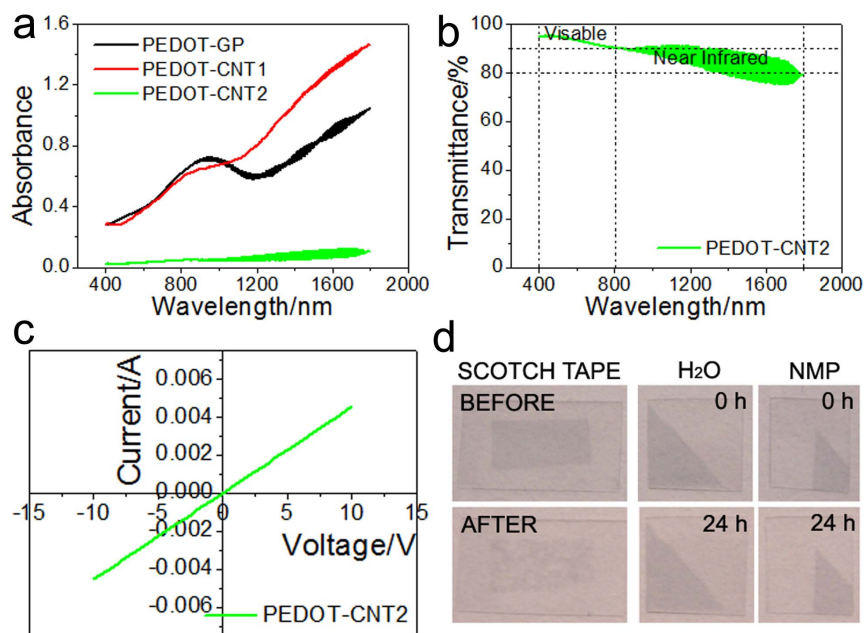 a
PEDOT-GP
PEDOT-CNT1
PEDOT-CNT2
1.6
1.2
0.8
0.4
0.0
Absorbance
400 800 1200 1600 2000
Wavelength/nm
b
Visable
Near Infrared
100
80
60
40
20
0
Transmittance/%
PEDOT-CNT2
400 800 1200 1600 2000
Wavelength/nm
c
Current/A
0.006
0.004
0.002
0.000
-0.002
-0.004
-0.006
-15 -10 -5 0 5 10 15
Voltage/V
PEDOT-CNT2
d
SCOTCH TAPE H2O NMP
BEFORE 0 h 0 h
AFTER 24 h 24 h